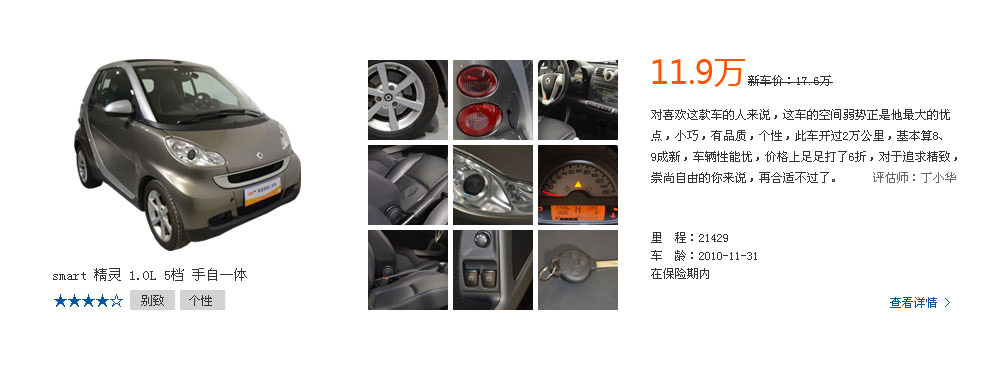 smart 精灵 1.0L 5档 手自一体
★★★★☆ 别致 个性
11.9万 新车价：17.6万
对喜欢这款车的人来说，这车的空间弱势正是他最大的优
点，小巧，有品质，个性，此车开过2万公里，基本算8、
9成新，车辆性能优，价格上足足打了6折，对于追求精致，
崇尚自由的你来说，再合适不过了。 评估师：丁小华
里 程：21429
车 龄：2010-11-31
在保险期内
查看详情 >